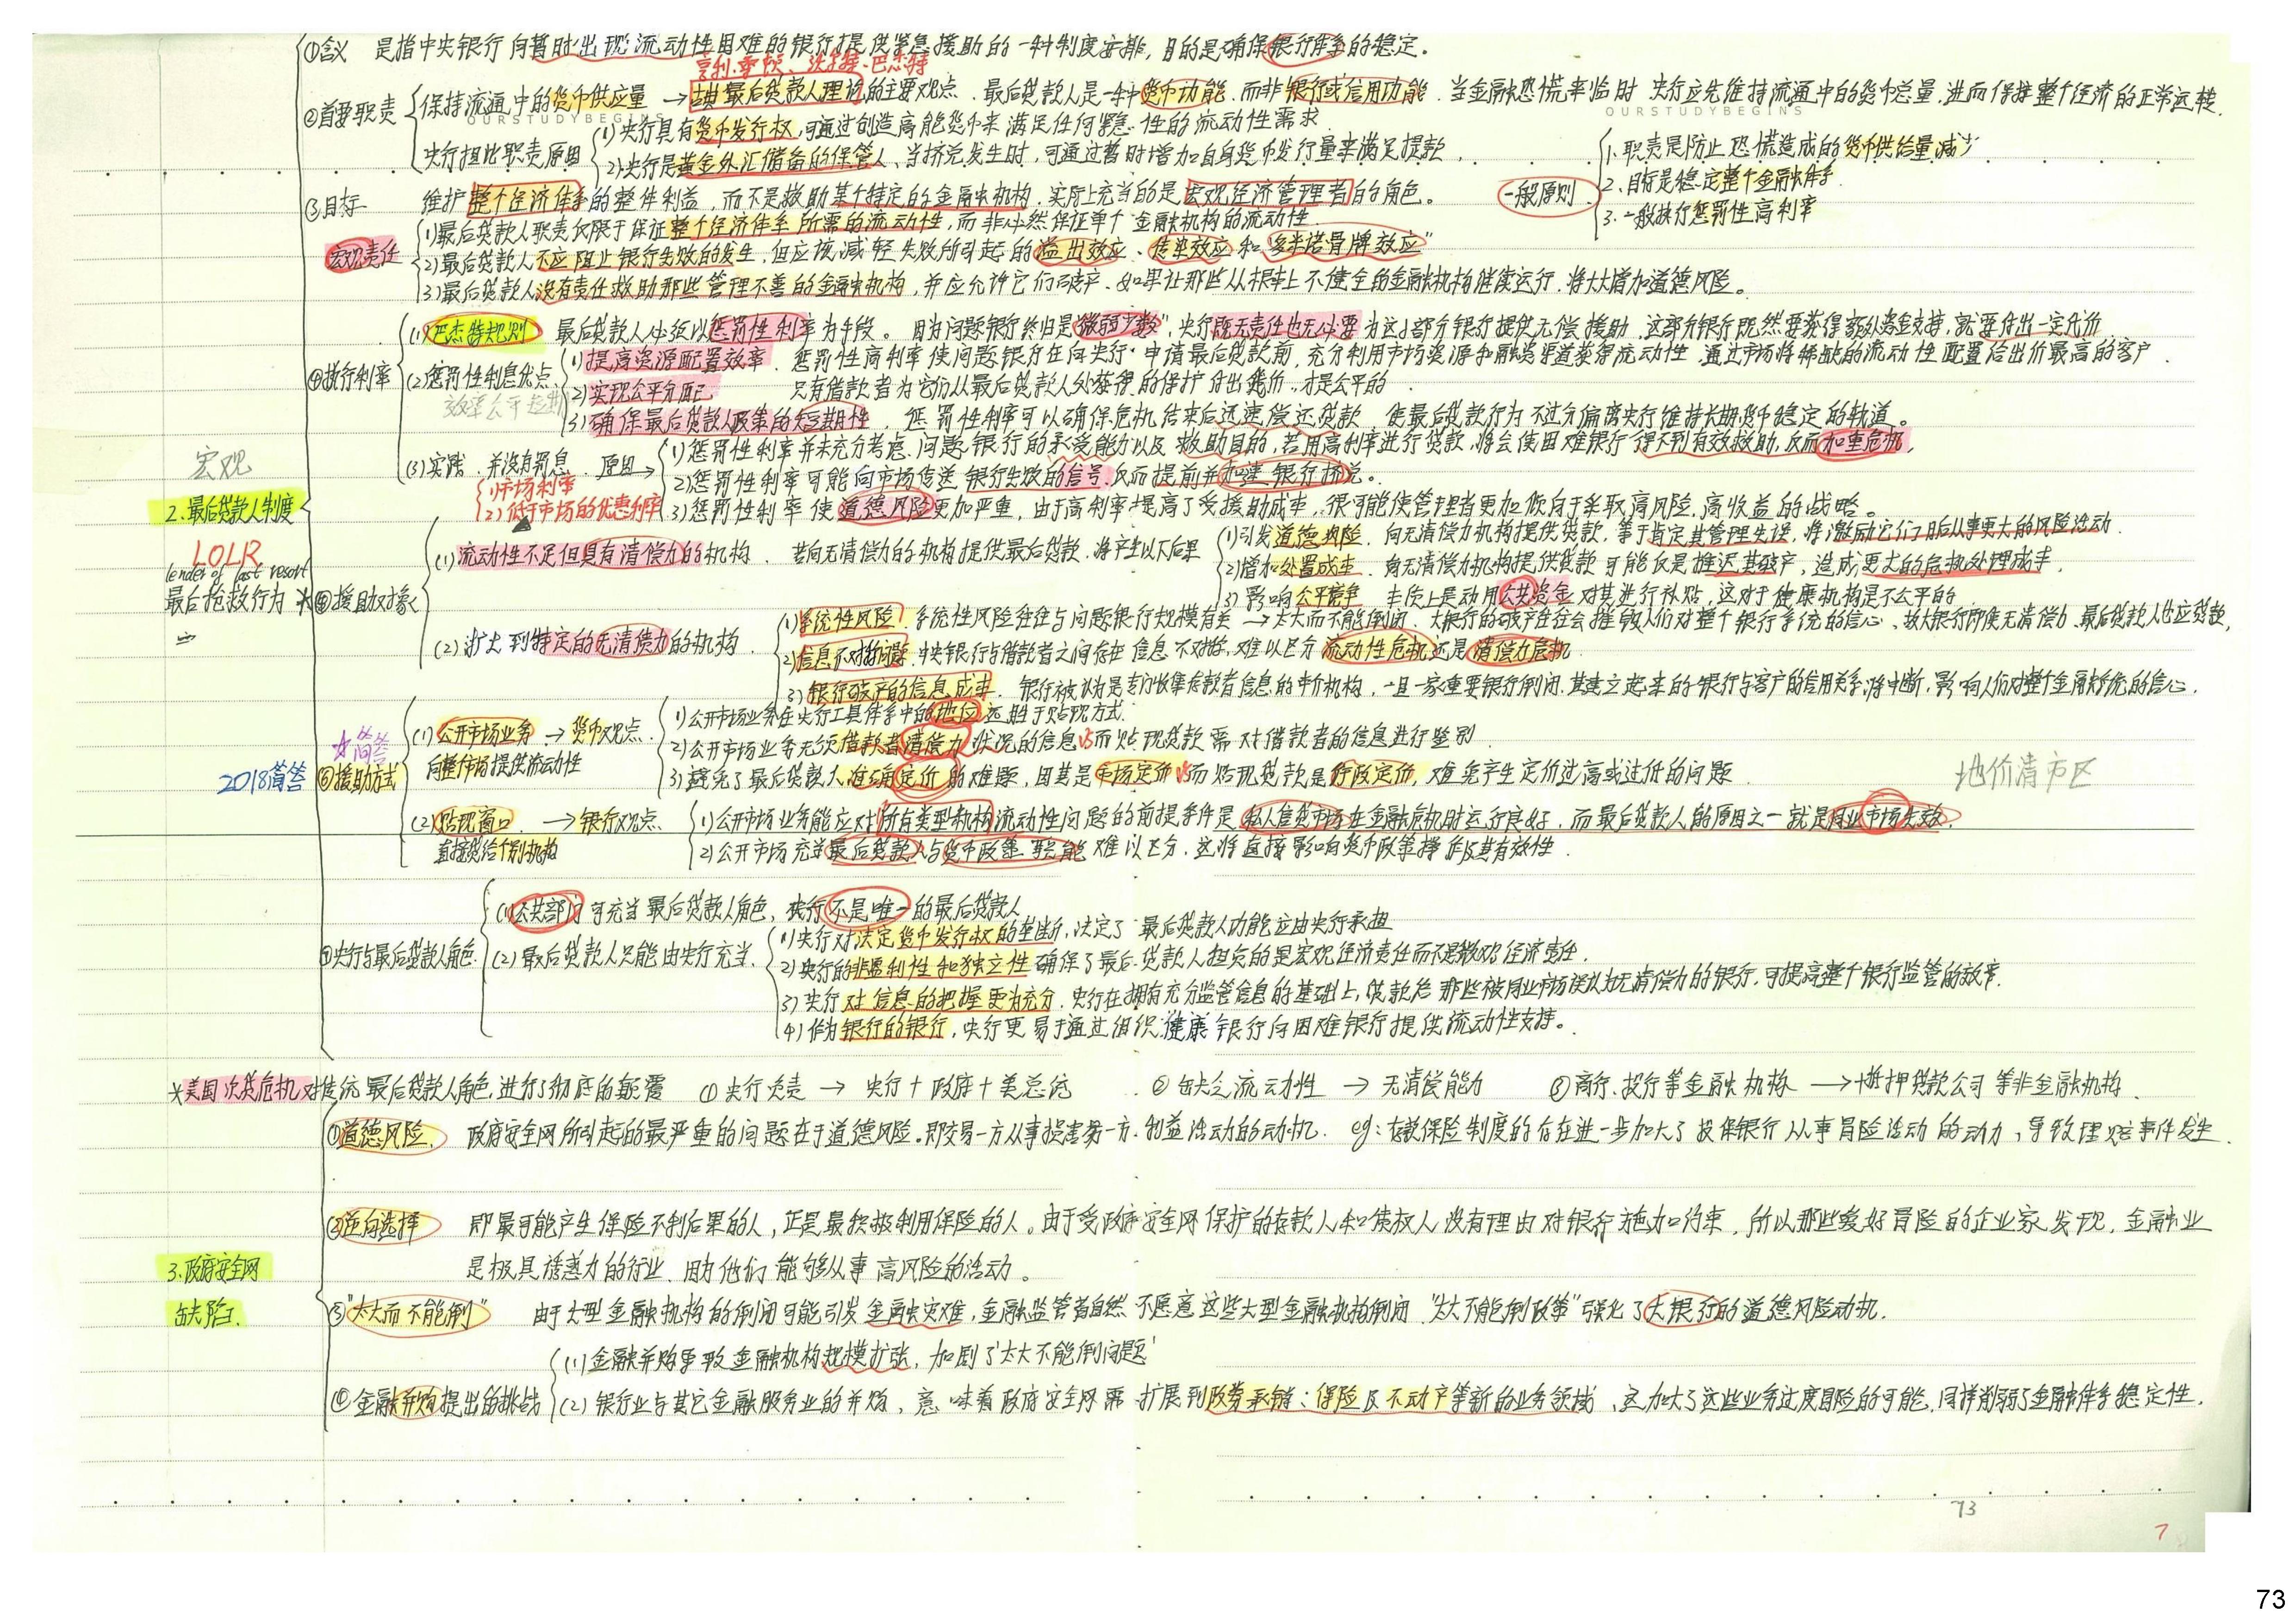 ①含义 是指中央银行向暂时出现流动性困难的银行提供紧急援助的一种制度安排，目的是确保银行体系的稳定。
亨利·桑顿、沃尔特·巴杰特
②首要职责
保持流通中的货币供应量 → 古典最后贷款人理论的主要观点．最后贷款人是一种货币功能，而非银行或信用功能．当金融恐慌来临时 央行应先维持流通中的货币总量，进而保持整个经济的正常运转．
OURSTUDYBEGINS
OURSTUDYBEGINS
央行担此职责原因
(1)央行具有货币发行权，可通过创造高能货币来满足任何紧急性的流动性需求
2)央行是黄金外汇储备的保管人，当挤兑发生时，可通过暂时增加自身货币发行量来满足提款．
一般原则
1.职责是防止恐慌造成的货币供给量减少
2.目标是稳定整个金融体系
3.一般执行惩罚性高利率
③目标 维护整个经济体系的整体利益，而不是救助某个特定的金融机构．实际上充当的是宏观经济管理者的角色。
宏观责任
1)最后贷款人职责仅限于保证整个经济体系所需的流动性，而非必然保证单个金融机构的流动性
2)最后贷款人不应阻止银行失败的发生，但应该减轻失败所引起的溢出效应、传染效应和"多米诺骨牌效应"
3)最后贷款人没有责任救助那些管理不善的金融机构，并应允许它们破产．如果让那些从根本上不健全的金融机构继续运行．将大大增加道德风险。
④执行利率
(1)巴杰特规则 最后贷款人必须以惩罚性利率为手段。因为问题银行终归是"微弱少数"，央行既无责任也无必要为这小部分银行提供无偿援助．这部分银行既然要获得额外资金支持，就要付出一定代价
(2)惩罚性利息优点
效率公平短期
1)提高资源配置效率．惩罚性高利率使问题银行在向央行申请最后贷款前，充分利用市场资源和融资渠道获得流动性 通过市场将稀缺的流动性配置给出价最高的客户．
2)实现公平分配 只有借款者为它们从最后贷款人处获得的保护付出代价，才是公平的．
3)确保最后贷款人政策的短期性．惩罚性利率可以确保危机结束后迅速偿还贷款 使最后贷款行为不过分偏离央行维持长期货币稳定的轨道。
(3)实践．并没有罚息．原因 →
1)市场利率
2)低于市场的优惠利率
1)惩罚性利率并未充分考虑问题银行的承受能力以及救助目的，若用高利率进行贷款，将会使困难银行得不到有效救助，反而加重危机，
2)惩罚性利率可能向市场传送银行失败的信号，反而提前并加速银行挤兑。
3)惩罚性利率使道德风险更加严重，由于高利率提高了受援助成本，很可能使管理者更加倾向于采取高风险、高收益的战略。
宏观
2.最后贷款人制度
LOLR
lender of last resort
最后抢救行为
⑤援助对象
(1)流动性不足但具有清偿力的机构．若向无清偿力的机构提供最后贷款．将产生以下后果
1)引发道德风险．向无清偿力机构提供贷款，等于肯定其管理失误，将激励它们日后从事更大的风险活动．
2)增加处置成本．向无清偿力机构提供贷款可能仅是推迟其破产，造成更大的危机处理成本．
3)影响公平竞争 本质上是动用公共资金对其进行补贴，这对于健康机构是不公平的
(2)扩大到特定的无清偿力的机构．
1)系统性风险．系统性风险往往与问题银行规模有关 → 太大而不能倒闭．大银行的破产往往会摧毁人们对整个银行系统的信心，故大银行即使无清偿力、最后贷款人也应贷款，
2)信息不对称问题．中央银行与借款者之间存在信息不对称，难以区分流动性危机还是清偿力危机
3)银行破产的信息成本．银行被认为是专门收集贷款者信息的中介机构，一旦一家重要银行倒闭，其建立起来的银行与客户的信用关系将中断，影响人们对整个金融系统的信心．
☆简答
2018简答
⑥援助方式
(1)公开市场业务 → 货币观点．
向整个市场提供流动性
1)公开市场业务在央行工具体系中的地位远胜于贴现方式．
2)公开市场业务无须借款者清偿力状况的信息 vs 而贴现贷款需对借款者的信息进行鉴别．
3)避免了最后贷款人准确定价的难题，因其是市场定价 vs 而贴现贷款是行政定价，难免产生定价过高或过低的问题．
地价清市区
(2)贴现窗口． → 银行观点．
直接贷给个别机构
1)公开市场业务能应对所有类型机构流动性问题的前提条件是私人信贷市场在金融危机时运行良好．而最后贷款人的原因之一就是同业市场失效．
2)公开市场充当最后贷款人与货币政策职能难以区分．这将直接影响货币政策操作及其有效性．
⑦央行与最后贷款人角色
(1)公共部门可充当最后贷款人角色，央行不是唯一的最后贷款人
(2)最后贷款人只能由央行充当．
1)央行对法定货币发行权的垄断，决定了最后贷款人功能应由央行承担
2)央行的非盈利性和独立性确保了最后贷款人担负的是宏观经济责任而不是微观经济责任．
3)央行对信息的把握更为充分．央行在拥有充分监管信息的基础上，贷款给那些被同业市场误认为无清偿力的银行，可提高整个银行监管的效率．
4)作为银行的银行，央行更易于通过组织健康银行向困难银行提供流动性支持。
*美国次贷危机对传统最后贷款人角色，进行了彻底的颠覆 ①央行负责 → 央行＋政府＋美总统 ②缺乏流动性 → 无清偿能力 ③商行、投行等金融机构 → 抵押贷款公司等非金融机构．
3.政府安全网
缺陷
①道德风险． 政府安全网所引起的最严重的问题在于道德风险．即交易一方从事损害另一方利益活动的动机． eg：存款保险制度的存在进一步加大了投保银行从事冒险活动的动力，导致理赔事件发生．
②逆向选择 即最可能产生保险不利后果的人，正是最积极利用保险的人。由于受政府安全网保护的存款人和债权人没有理由对银行施加约束，所以那些爱好冒险的企业家发现，金融业
是极具诱惑力的行业．因为他们能够从事高风险的活动。
③"太大而不能倒" 由于大型金融机构的倒闭可能引发金融灾难，金融监管者自然不愿意这些大型金融机构倒闭 "太大不能倒政策"强化了大银行的道德风险动机．
④金融并购提出的挑战
(1)金融并购导致金融机构规模扩张，加剧了'太大不能倒问题'
(2)银行业与其它金融服务业的并购，意味着政府安全网需扩展到政券承销；保险及不动产等新的业务领域，这加大了这些业务过度冒险的可能，同样削弱了金融体系稳定性．
73
7
73